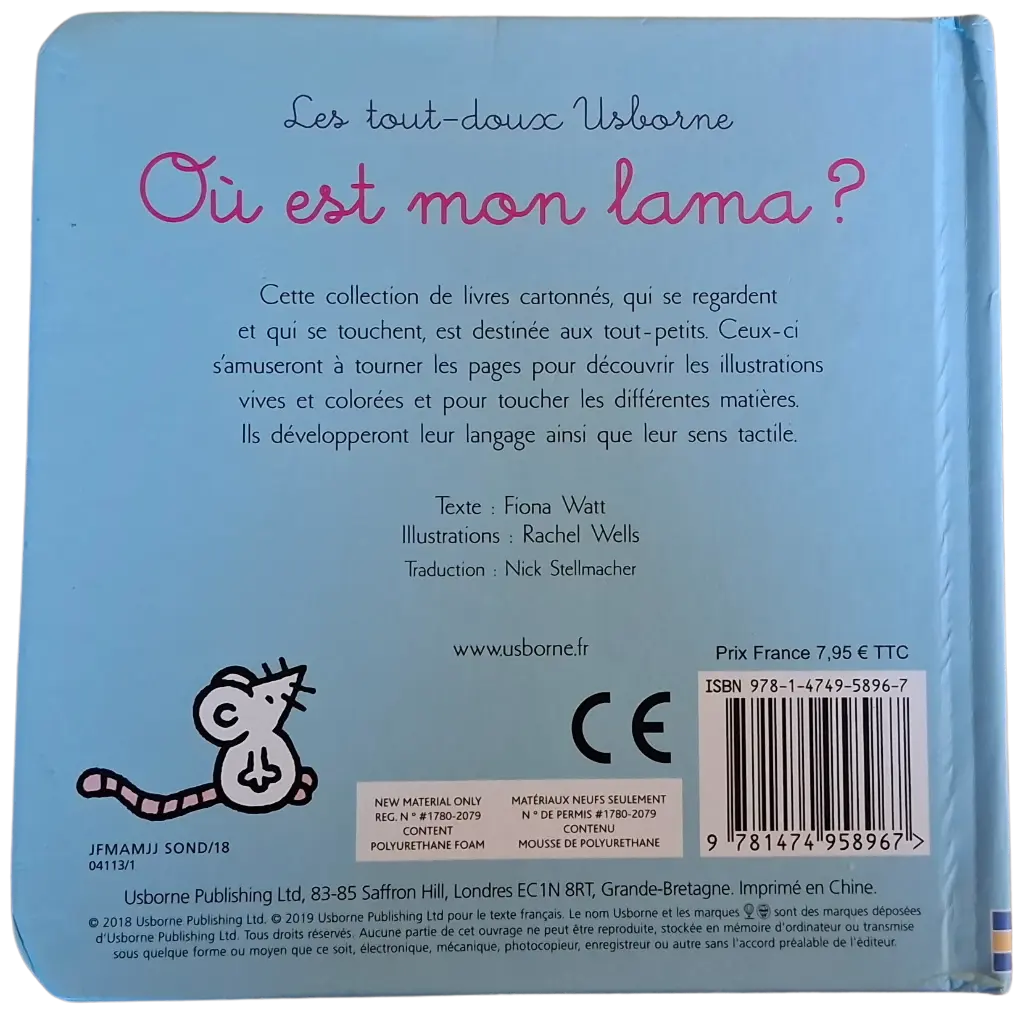 Les tout-doux Usborne
Où est mon lama ?
Cette collection de livres cartonnés, qui se regardent
et qui se touchent, est destinée aux tout-petits. Ceux-ci
s'amuseront à tourner les pages pour découvrir les illustrations
vives et colorées et pour toucher les différentes matières.
Ils développeront leur langage ainsi que leur sens tactile.
Texte : Fiona Watt
Illustrations : Rachel Wells
Traduction : Nick Stellmacher
www.usborne.fr
Prix France 7,95 € TTC
ISBN 978-1-4749-5896-7
CE
NEW MATERIAL ONLY
REG. N° #1780-2079
CONTENT
POLYURETHANE FOAM
MATÉRIAUX NEUFS SEULEMENT
N° DE PERMIS #1780-2079
CONTENU
MOUSSE DE POLYURETHANE
9 781474 958967 >
JFMAMJJ SOND/18
04113/1
Usborne Publishing Ltd, 83-85 Saffron Hill, Londres EC1N 8RT, Grande-Bretagne. Imprimé en Chine.
© 2018 Usborne Publishing Ltd. © 2019 Usborne Publishing Ltd pour le texte français. Le nom Usborne et les marques sont des marques déposées
d'Usborne Publishing Ltd. Tous droits réservés. Aucune partie de cet ouvrage ne peut être reproduite, stockée en mémoire d'ordinateur ou transmise
sous quelque forme ou moyen que ce soit, électronique, mécanique, photocopieur, enregistreur ou autre sans l'accord préalable de l'éditeur.